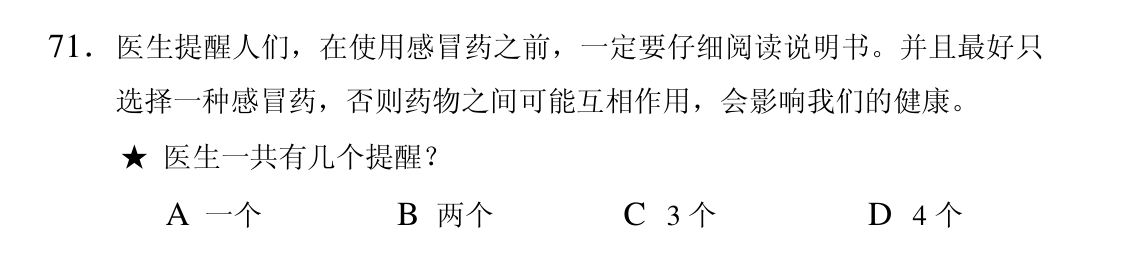 71. 医生提醒人们，在使用感冒药之前，一定要仔细阅读说明书。并且最好只
选择一种感冒药，否则药物之间可能互相作用，会影响我们的健康。
★ 医生一共有几个提醒？
A 一个 B 两个 C 3 个 D 4 个